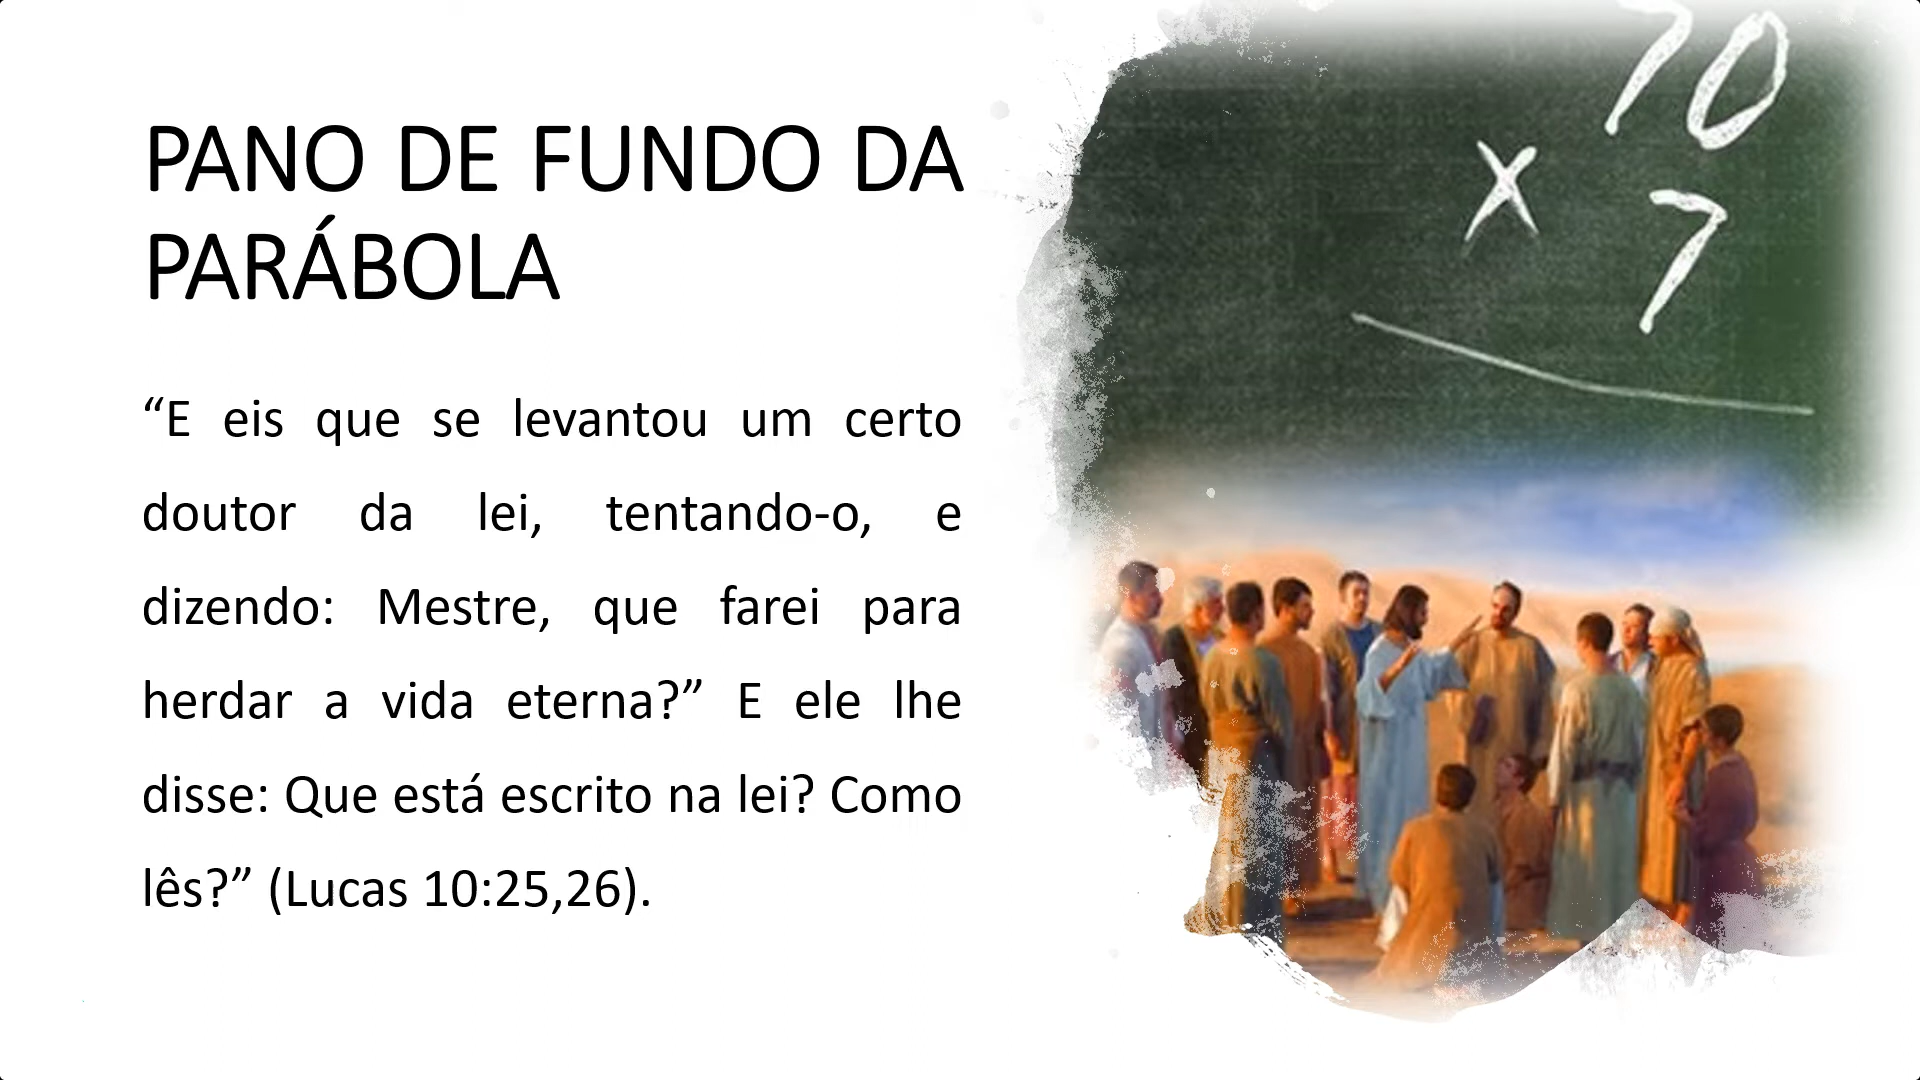 PANO DE FUNDO DA
PARÁBOLA
“E eis que se levantou um certo
doutor da lei, tentando-o, e
dizendo: Mestre, que farei para
herdar a vida eterna?” E ele lhe
disse: Que está escrito na lei? Como
lês?” (Lucas 10:25,26).
70
x 7